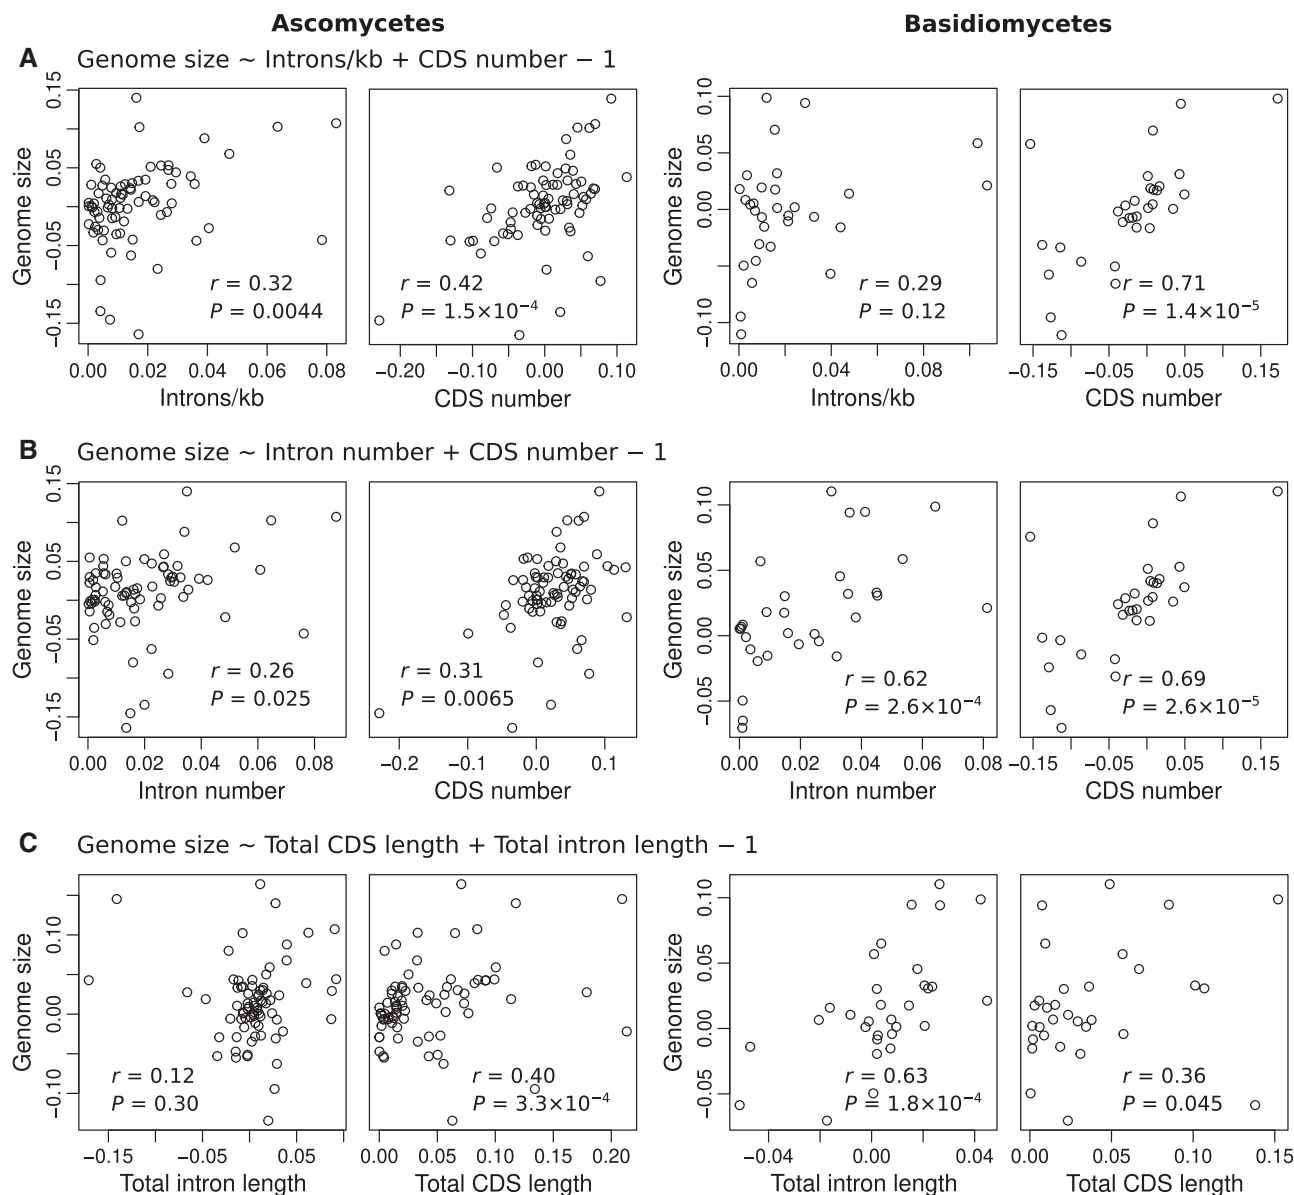 Ascomycetes Basidiomycetes
A Genome size ~ Introns/kb + CDS number − 1
Genome size
0.15
0.05
−0.05
−0.15
r = 0.32
P = 0.0044
0.00 0.02 0.04 0.06 0.08
Introns/kb
r = 0.42
P = 1.5×10⁻⁴
−0.20 −0.10 0.00 0.10
CDS number
Genome size
0.10
0.05
0.00
−0.10
r = 0.29
P = 0.12
0.00 0.04 0.08
Introns/kb
r = 0.71
P = 1.4×10⁻⁵
−0.15 −0.05 0.05 0.15
CDS number
B Genome size ~ Intron number + CDS number − 1
Genome size
0.15
0.05
−0.05
−0.15
r = 0.26
P = 0.025
0.00 0.02 0.04 0.06 0.08
Intron number
r = 0.31
P = 0.0065
−0.2 −0.1 0.0 0.1
CDS number
Genome size
0.10
0.05
0.00
−0.05
r = 0.62
P = 2.6×10⁻⁴
0.00 0.02 0.04 0.06 0.08
Intron number
r = 0.69
P = 2.6×10⁻⁵
−0.15 −0.05 0.05 0.15
CDS number
C Genome size ~ Total CDS length + Total intron length − 1
Genome size
0.10
0.00
−0.10
r = 0.12
P = 0.30
−0.15 −0.05 0.05
Total intron length
r = 0.40
P = 3.3×10⁻⁴
0.00 0.05 0.10 0.15 0.20
Total CDS length
Genome size
0.10
0.05
0.00
−0.05
r = 0.63
P = 1.8×10⁻⁴
−0.04 0.00 0.04
Total intron length
r = 0.36
P = 0.045
0.00 0.05 0.10 0.15
Total CDS length